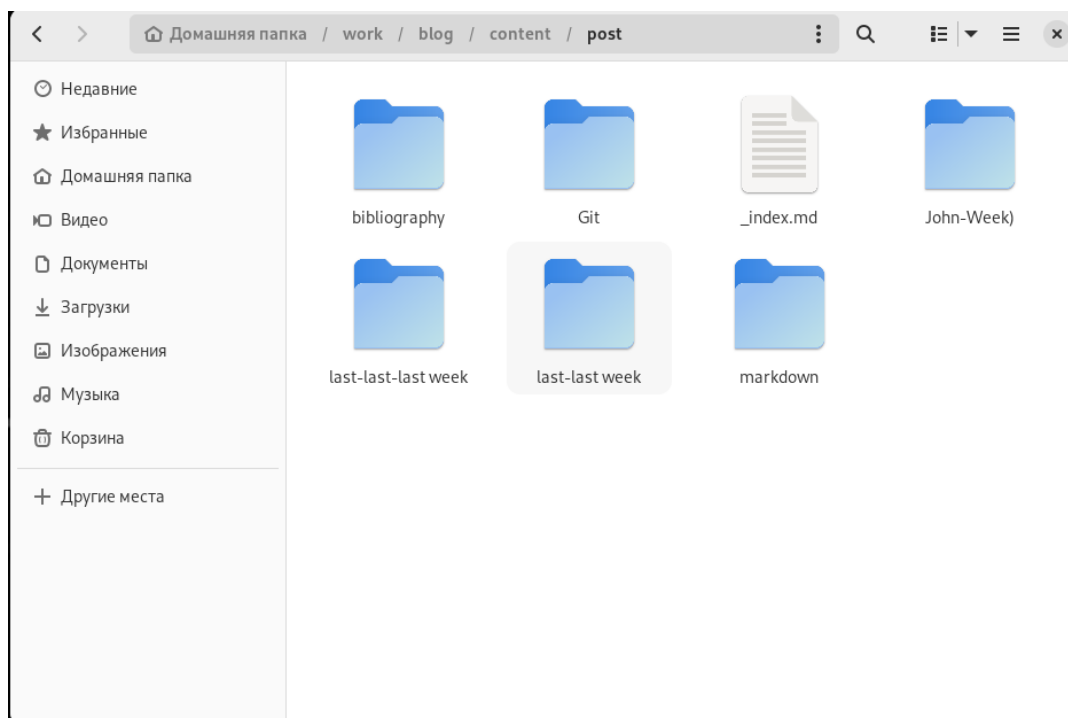 Домашняя папка / work / blog / content / post
Недавние
Избранные
Домашняя папка
Видео
Документы
Загрузки
Изображения
Музыка
Корзина
Другие места
bibliography Git _index.md John-Week)
last-last-last week last-last week markdown